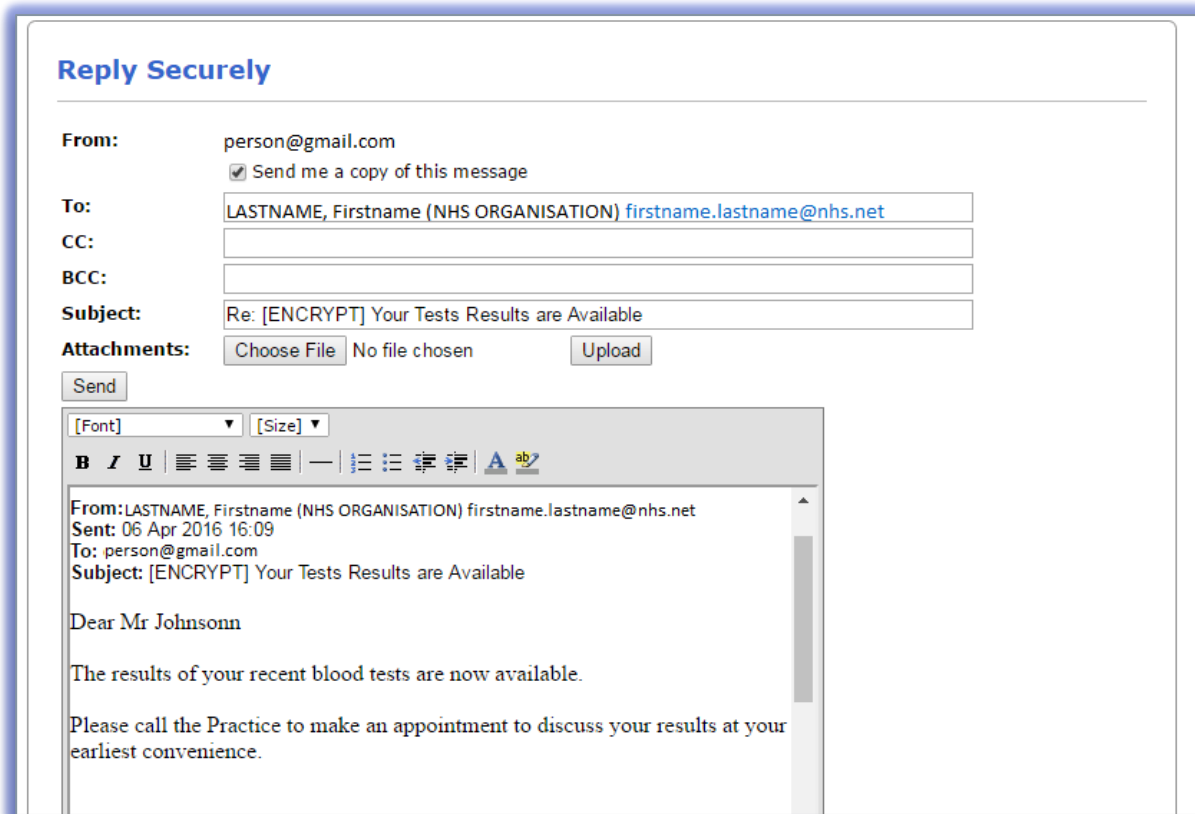 Reply Securely
From: person@gmail.com
Send me a copy of this message
To: LASTNAME, Firstname (NHS ORGANISATION) firstname.lastname@nhs.net
CC:
BCC:
Subject: Re: [ENCRYPT] Your Tests Results are Available
Attachments: Choose File No file chosen Upload
Send
[Font] [Size]
B I U A ab
From: LASTNAME, Firstname (NHS ORGANISATION) firstname.lastname@nhs.net
Sent: 06 Apr 2016 16:09
To: person@gmail.com
Subject: [ENCRYPT] Your Tests Results are Available
Dear Mr Johnsonn
The results of your recent blood tests are now available.
Please call the Practice to make an appointment to discuss your results at your
earliest convenience.